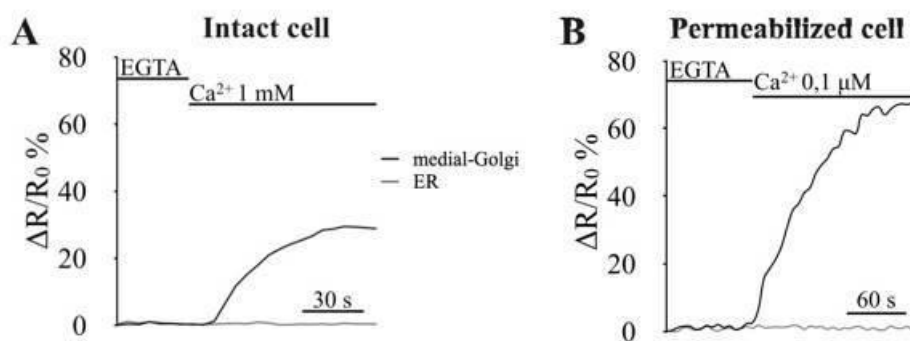 A
Intact cell
80
60
40
20
0
ΔR/R₀ %
EGTA
Ca²⁺ 1 mM
30 s
medial-Golgi
ER
B
Permeabilized cell
80
60
40
20
0
ΔR/R₀ %
EGTA
Ca²⁺ 0,1 μM
60 s